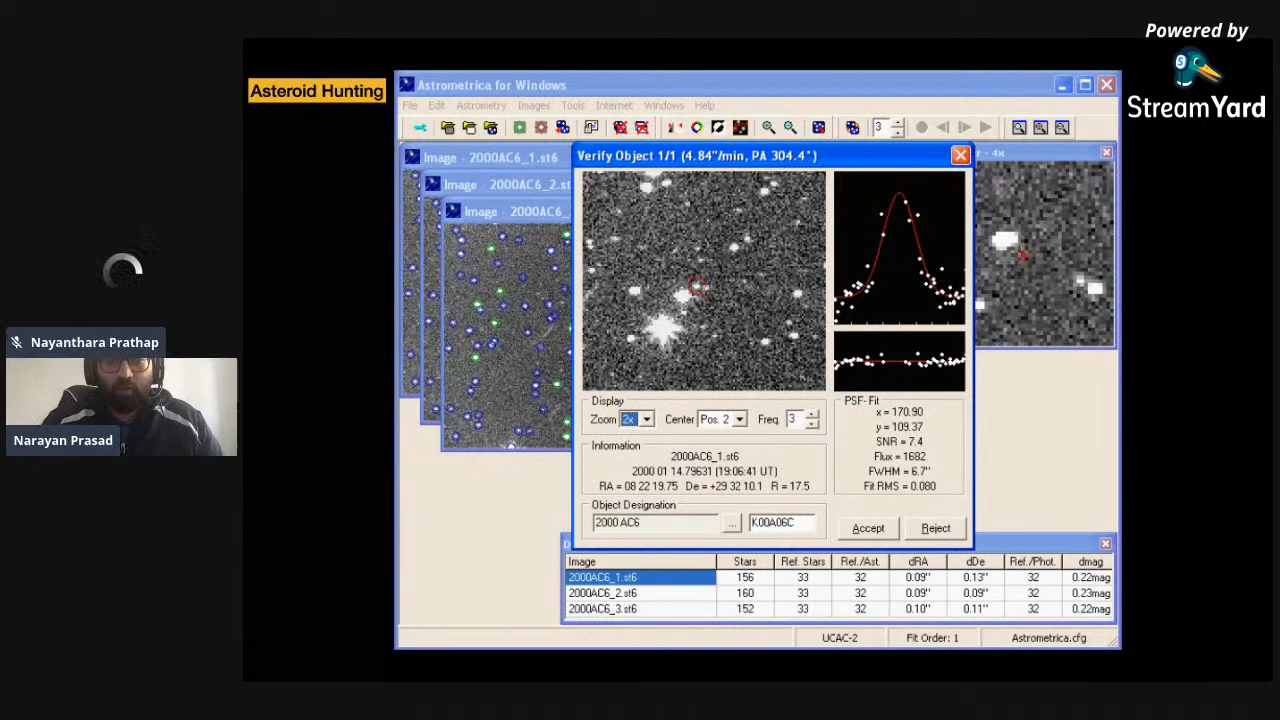 Powered by
StreamYard
Asteroid Hunting
Astrometrica for Windows
File Edit Astrometry Images Tools Internet Windows Help
3
Image - 2000AC6_1.st6
Image - 2000AC6_2.st
Image - 2000AC6_
- 4x
Verify Object 1/1 (4.84"/min, PA 304.4°)
Display
Zoom 2x Center Pos. 2 Freq. 3
Information
2000AC6_1.st6
2000 01 14.79631 (19:06:41 UT)
RA = 08 22 19.75 De = +29 32 10.1 R = 17.5
Object Designation
2000 AC6 ... K00A06C
PSF- Fit
x = 170.90
y = 109.37
SNR = 7.4
Flux = 1682
FWHM = 6.7"
Fit RMS = 0.080
Accept Reject
Image Stars Ref. Stars Ref./Ast. dRA dDe Ref./Phot. dmag
2000AC6_1.st6 156 33 32 0.09" 0.13" 32 0.22mag
2000AC6_2.st6 160 33 32 0.09" 0.09" 32 0.23mag
2000AC6_3.st6 152 33 32 0.10" 0.11" 32 0.22mag
UCAC-2 Fit Order: 1 Astrometrica.cfg
Nayanthara Prathap
Narayan Prasad